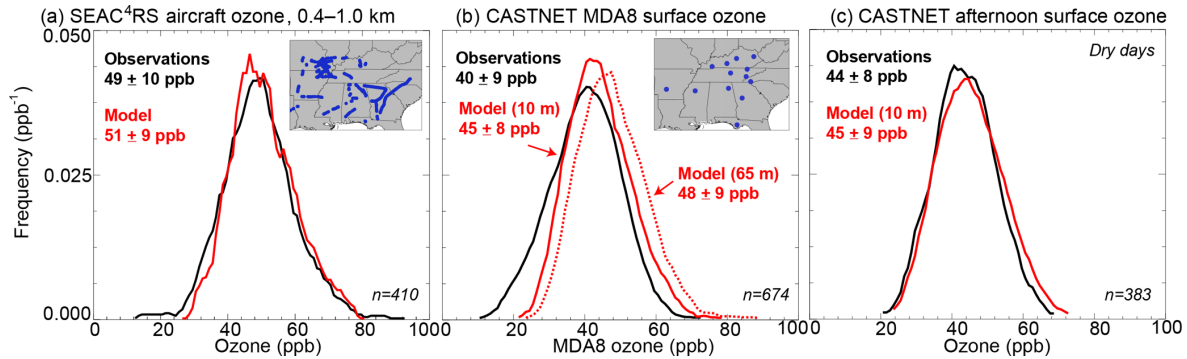 (a) SEAC⁴RS aircraft ozone, 0.4–1.0 km
(b) CASTNET MDA8 surface ozone
(c) CASTNET afternoon surface ozone
0.050
0.025
0.000
Frequency (ppb⁻¹)
Observations
49 ± 10 ppb
Model
51 ± 9 ppb
n=410
0 20 40 60 80 100
Ozone (ppb)
Observations
40 ± 9 ppb
Model (10 m)
45 ± 8 ppb
Model (65 m)
48 ± 9 ppb
n=674
20 40 60 80 100
MDA8 ozone (ppb)
Dry days
Observations
44 ± 8 ppb
Model (10 m)
45 ± 9 ppb
n=383
0 20 40 60 80 100
Ozone (ppb)